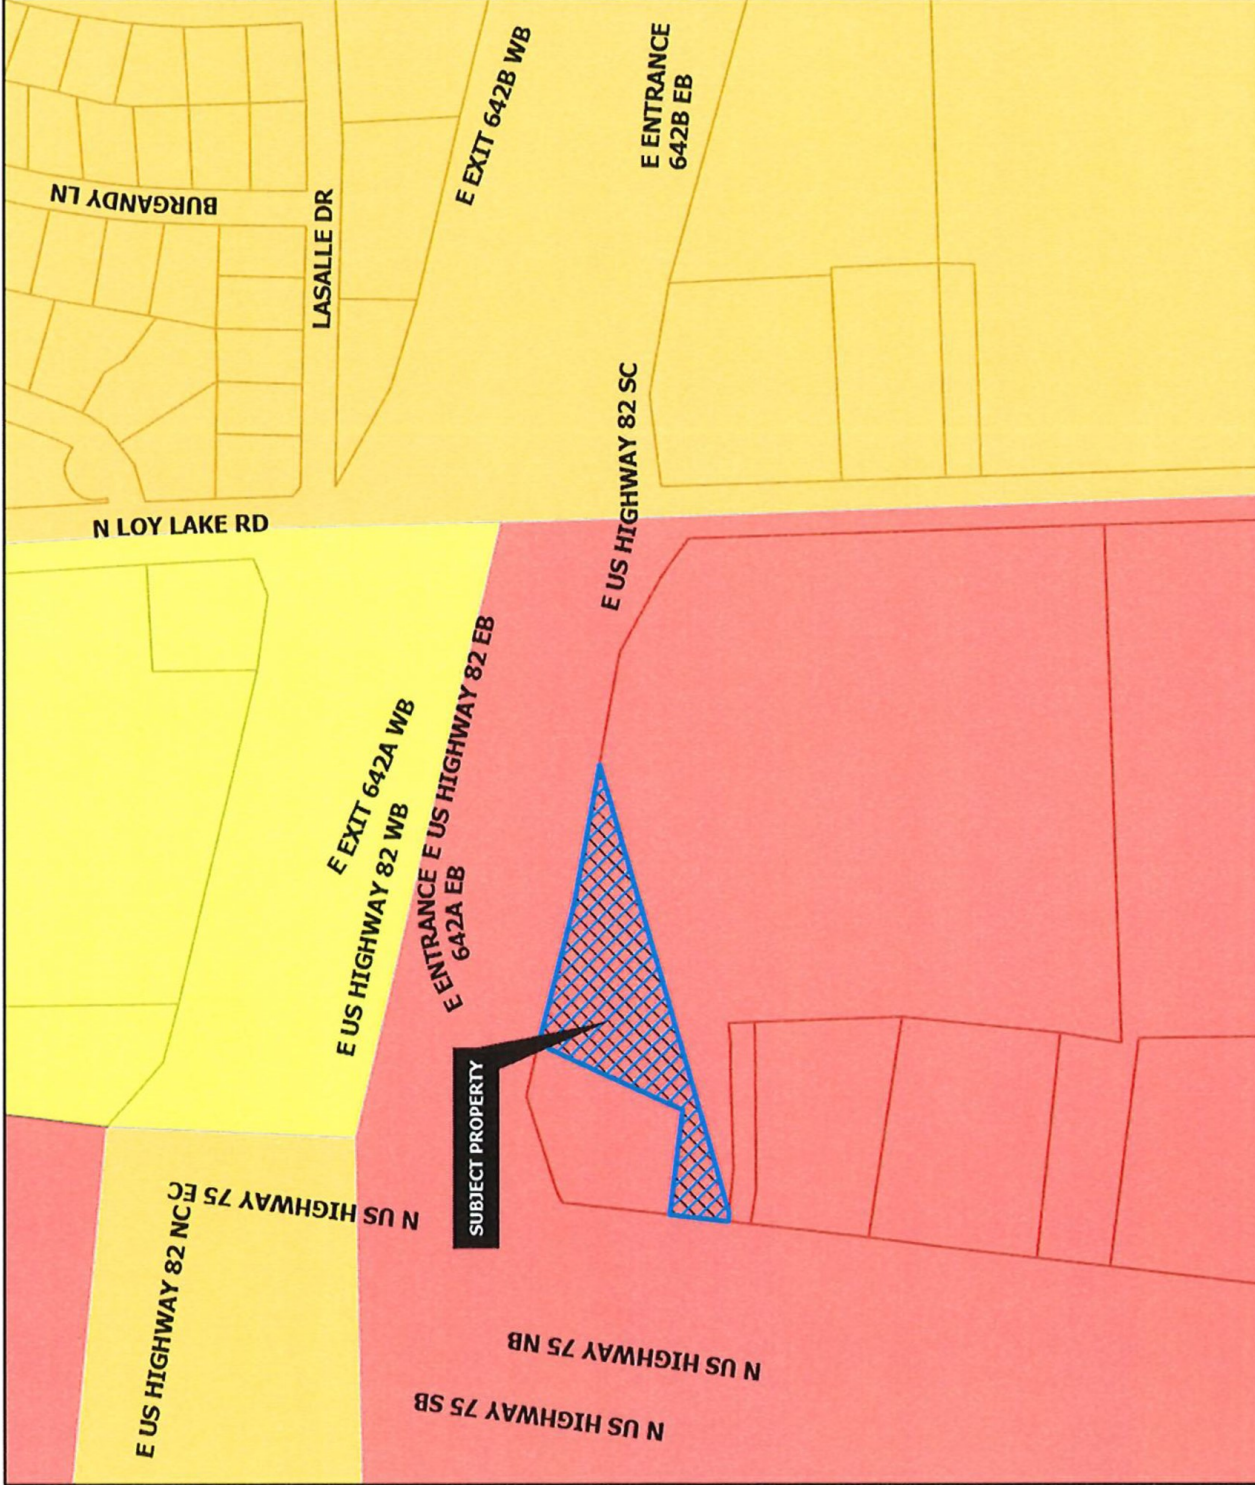 BURGANDY LN
LASALLE DR
E EXIT 642B WB
E ENTRANCE
642B EB
N LOY LAKE RD
E US HIGHWAY 82 SC
E EXIT 642A WB
E US HIGHWAY 82 WB
E US HIGHWAY 82 EB
E ENTRANCE
642A EB
SUBJECT PROPERTY
N US HIGHWAY 75 EC
E US HIGHWAY 82 NC
N US HIGHWAY 75 NB
N US HIGHWAY 75 SB